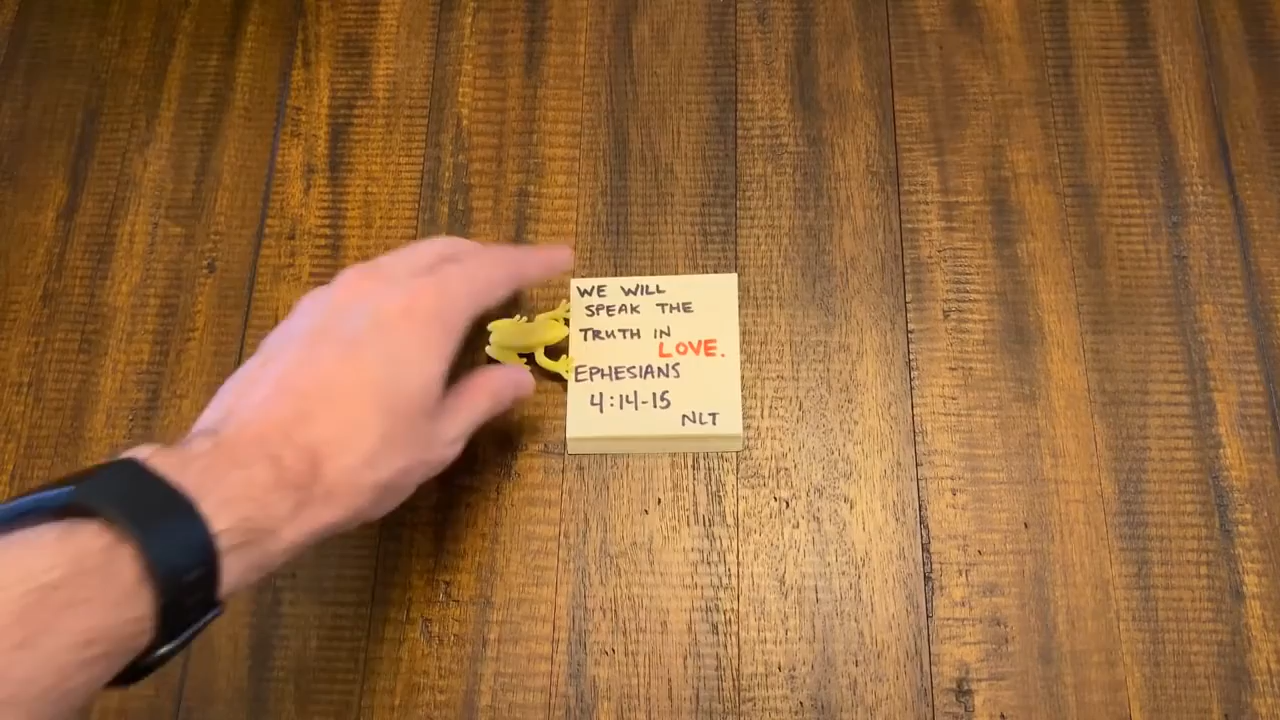 WE WILL
SPEAK THE
TRUTH IN
LOVE.
EPHESIANS
4:14-15
NLT